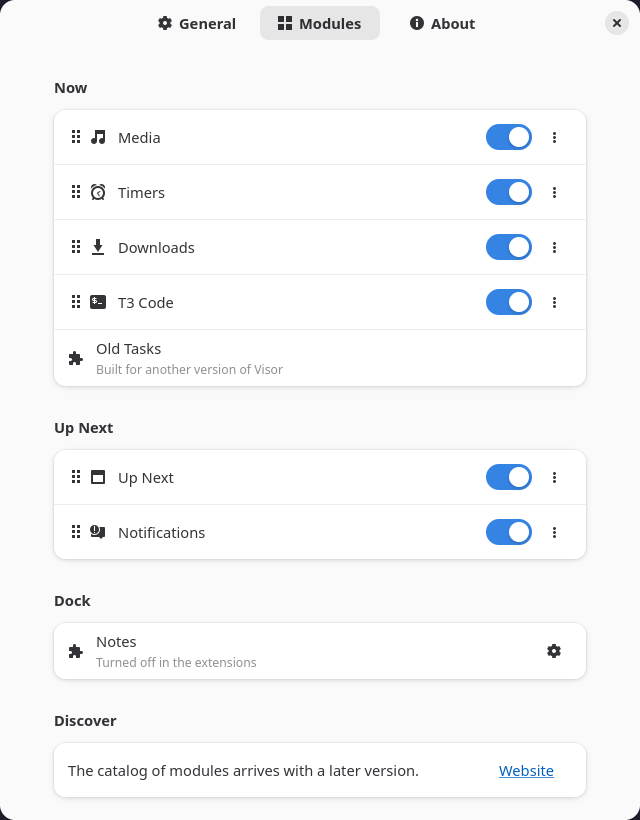 General
Modules
About
Now
Media
Timers
Downloads
T3 Code
Old Tasks
Built for another version of Visor
Up Next
Up Next
Notifications
Dock
Notes
Turned off in the extensions
Discover
The catalog of modules arrives with a later version.
Website